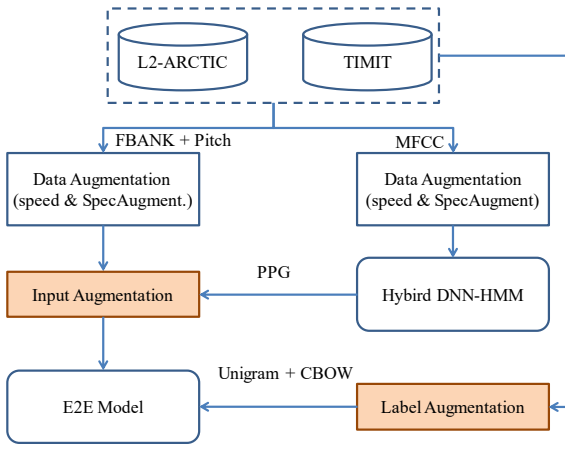 L2-ARCTIC
TIMIT
FBANK + Pitch
MFCC
Data Augmentation
(speed & SpecAugment.)
Data Augmentation
(speed & SpecAugment)
PPG
Input Augmentation
Hybird DNN-HMM
Unigram + CBOW
E2E Model
Label Augmentation